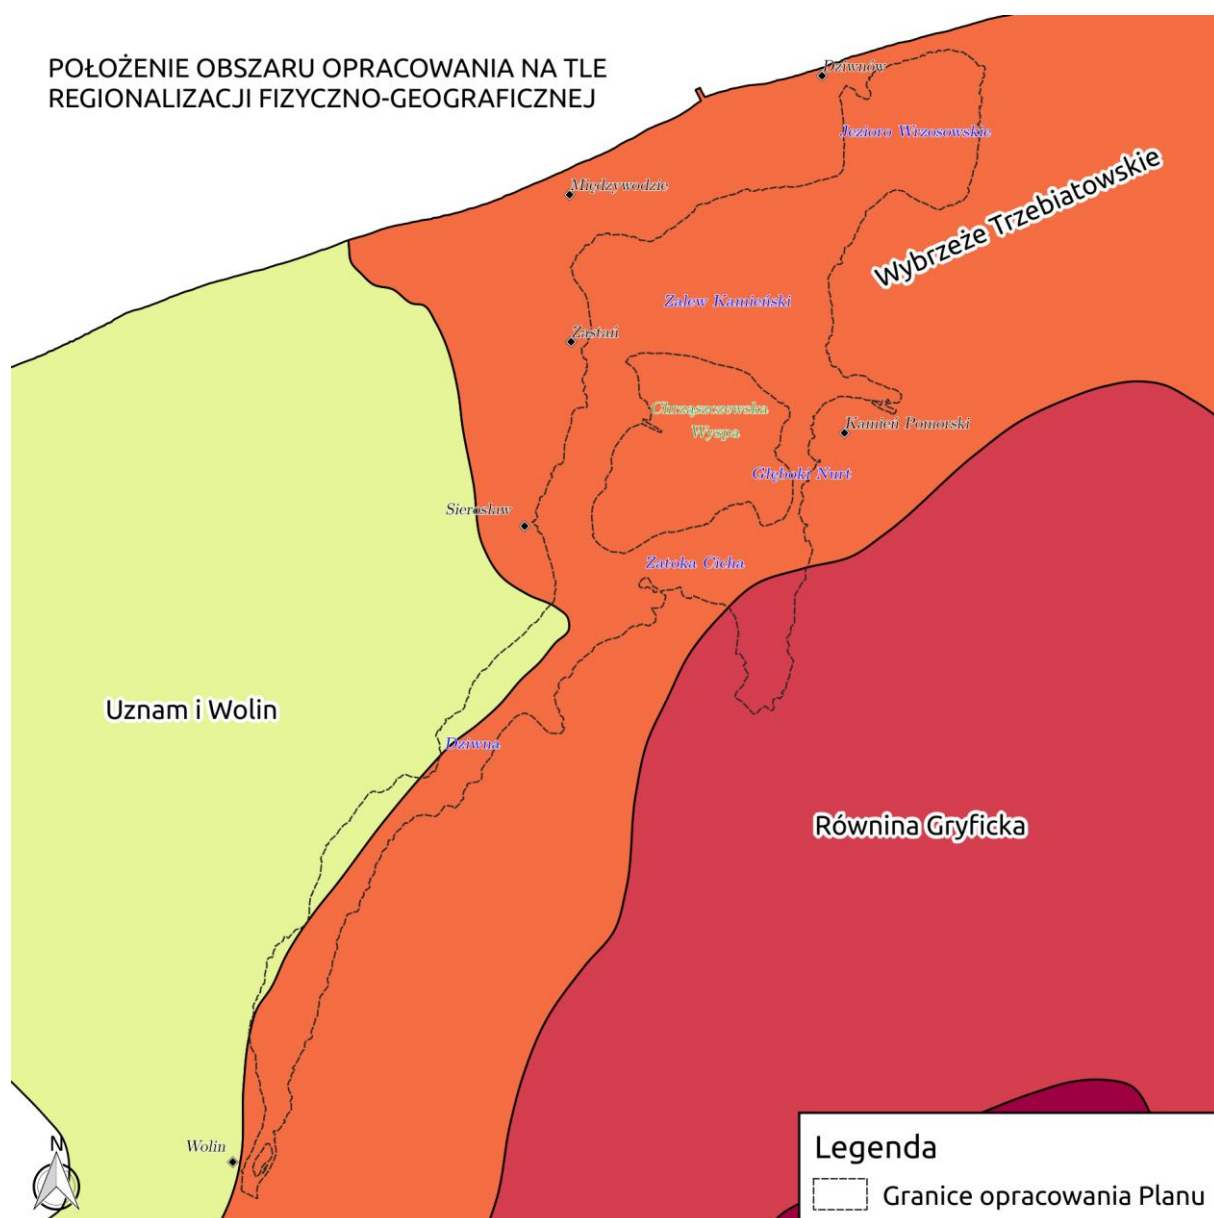 POŁOŻENIE OBSZARU OPRACOWANIA NA TLE
REGIONALIZACJI FIZYCZNO-GEOGRAFICZNEJ
Dziwnów
Jezioro Wrzosowskie
Międzywodzie
Wybrzeże Trzebiatowskie
Zalew Kamieński
Zastań
Chrząszczewska
Wyspa
Kamień Pomorski
Głęboki Nurt
Sierosław
Zatoka Cicha
Uznam i Wolin
Dziwna
Równina Gryficka
Wolin
N
Legenda
Granice opracowania Planu